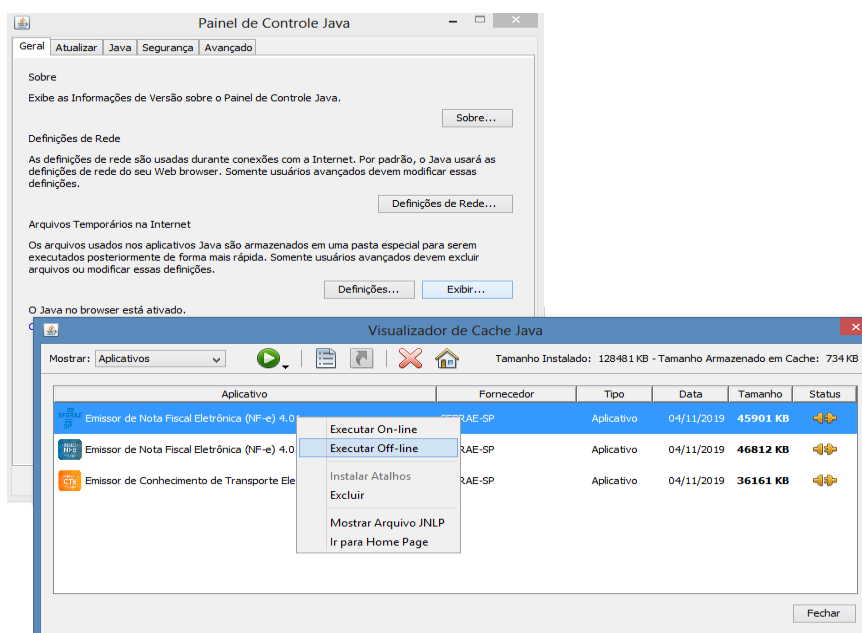 Painel de Controle Java
Geral Atualizar Java Segurança Avançado
Sobre
Exibe as Informações de Versão sobre o Painel de Controle Java.
Sobre...
Definições de Rede
As definições de rede são usadas durante conexões com a Internet. Por padrão, o Java usará as
definições de rede do seu Web browser. Somente usuários avançados devem modificar essas
definições.
Definições de Rede...
Arquivos Temporários na Internet
Os arquivos usados nos aplicativos Java são armazenados em uma pasta especial para serem
executados posteriormente de forma mais rápida. Somente usuários avançados devem excluir
arquivos ou modificar essas definições.
Definições... Exibir...
O Java no browser está ativado.
Visualizador de Cache Java
Mostrar: Aplicativos Tamanho Instalado: 128481 KB - Tamanho Armazenado em Cache: 734 KB
Aplicativo Fornecedor Tipo Data Tamanho Status
Emissor de Nota Fiscal Eletrônica (NF-e) 4.0 SEBRAE-SP Aplicativo 04/11/2019 45901 KB
Executar On-line
Executar Off-line
Emissor de Nota Fiscal Eletrônica (NF-e) 4.0 RAE-SP Aplicativo 04/11/2019 46812 KB
Instalar Atalhos
Emissor de Conhecimento de Transporte Ele RAE-SP Aplicativo 04/11/2019 36161 KB
Excluir
Mostrar Arquivo JNLP
Ir para Home Page
Fechar